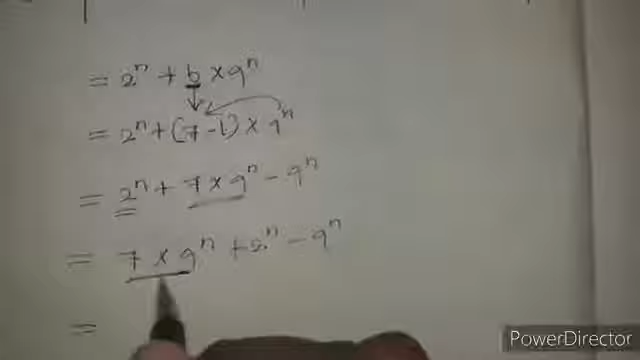 = 2ⁿ + 6 × 9ⁿ
= 2ⁿ + (7 - 1) × 9ⁿ
= 2ⁿ + 7 × 9ⁿ - 9ⁿ
= 7 × 9ⁿ + 2ⁿ - 9ⁿ
=
PowerDirector